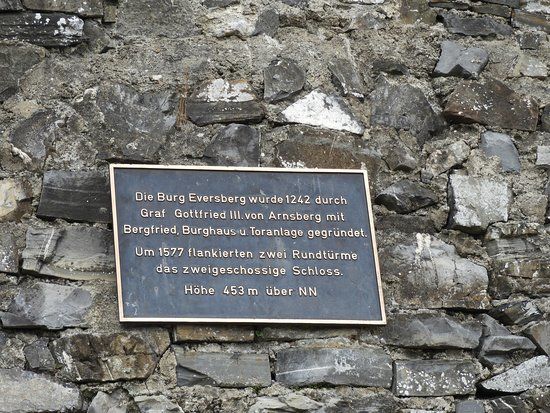 Die Burg Eversberg wurde 1242 durch
Graf Gottfried III. von Arnsberg mit
Bergfried, Burghaus u. Toranlage gegründet.
Um 1577 flankierten zwei Rundtürme
das zweigeschossige Schloss.
Höhe 453 m über NN